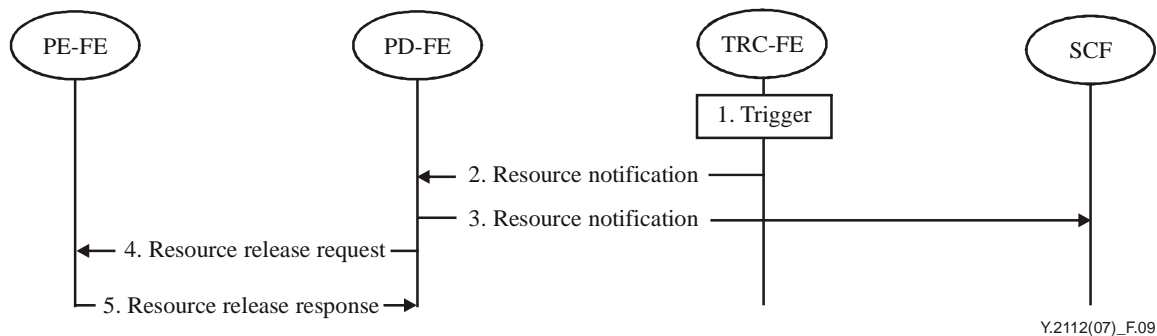 PE-FE
PD-FE
TRC-FE
SCF
1. Trigger
2. Resource notification
3. Resource notification
4. Resource release request
5. Resource release response
Y.2112(07)_F.09